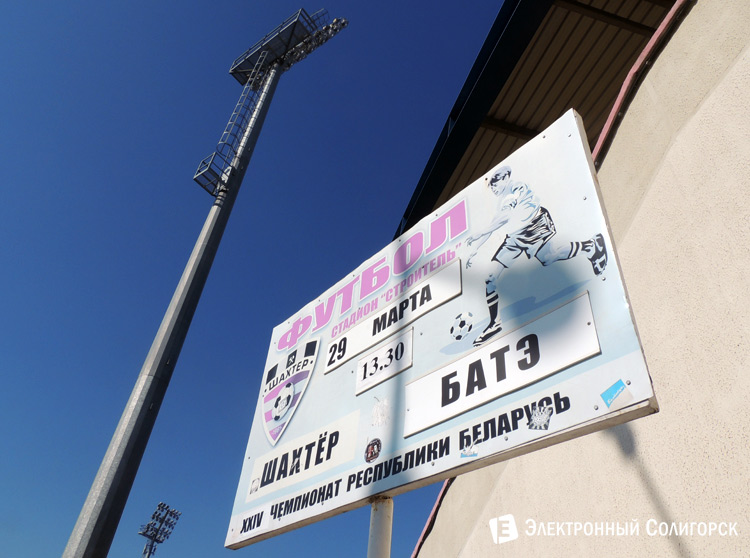 ФУТБОЛ
СТАДИОН "СТРОИТЕЛЬ"
29 МАРТА
13.30
ШАХТЁР
ШАХТЁР
БАТЭ
XXIV ЧЕМПИОНАТ РЕСПУБЛИКИ БЕЛАРУСЬ
Е Электронный Солигорск